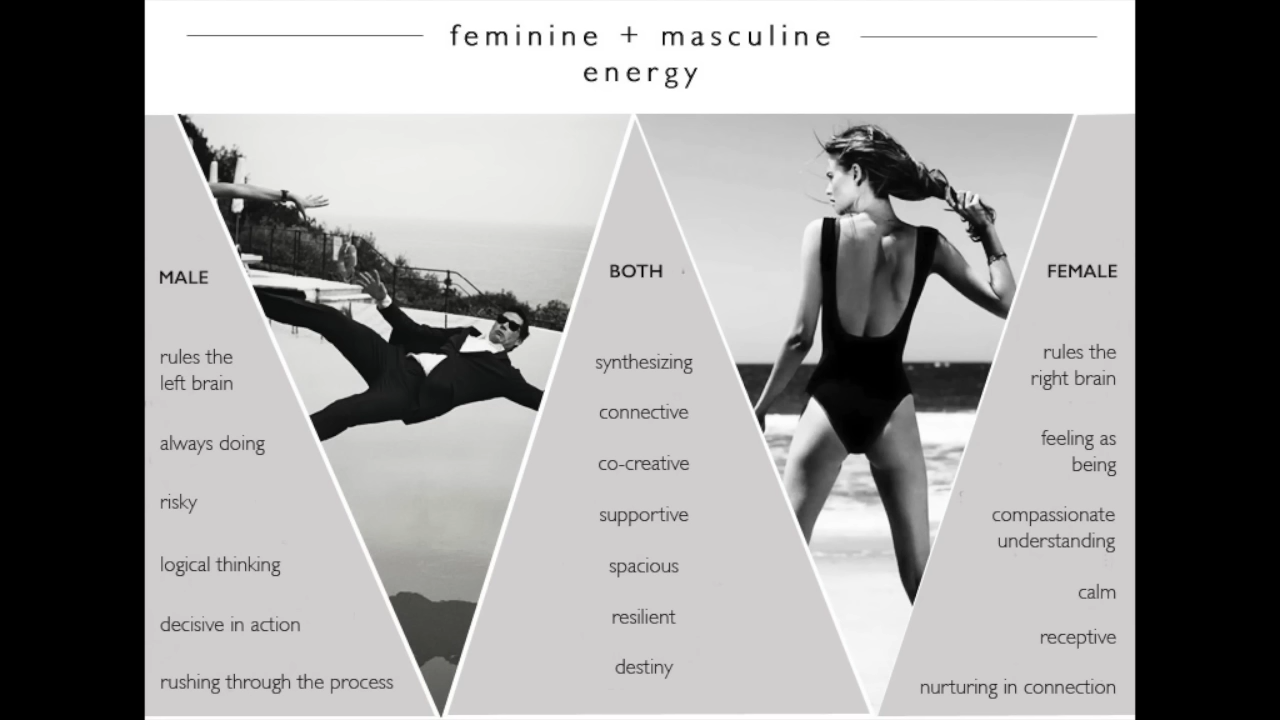 feminine + masculine
energy
MALE
rules the
left brain
always doing
risky
logical thinking
decisive in action
rushing through the process
BOTH
synthesizing
connective
co-creative
supportive
spacious
resilient
destiny
FEMALE
rules the
right brain
feeling as
being
compassionate
understanding
calm
receptive
nurturing in connection